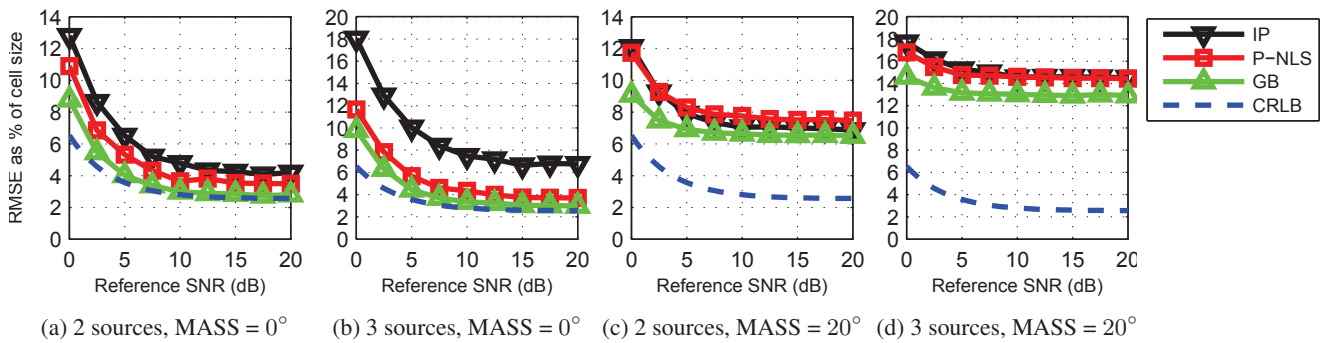 RMSE as % of cell size
14
12
10
8
6
4
2
0
0 5 10 15 20
Reference SNR (dB)
(a) 2 sources, MASS = 0°
20
18
16
14
12
10
8
6
4
2
0
0 5 10 15 20
Reference SNR (dB)
(b) 3 sources, MASS = 0°
14
12
10
8
6
4
2
0
0 5 10 15 20
Reference SNR (dB)
(c) 2 sources, MASS = 20°
20
18
16
14
12
10
8
6
4
2
0
0 5 10 15 20
Reference SNR (dB)
(d) 3 sources, MASS = 20°
IP
P−NLS
GB
CRLB